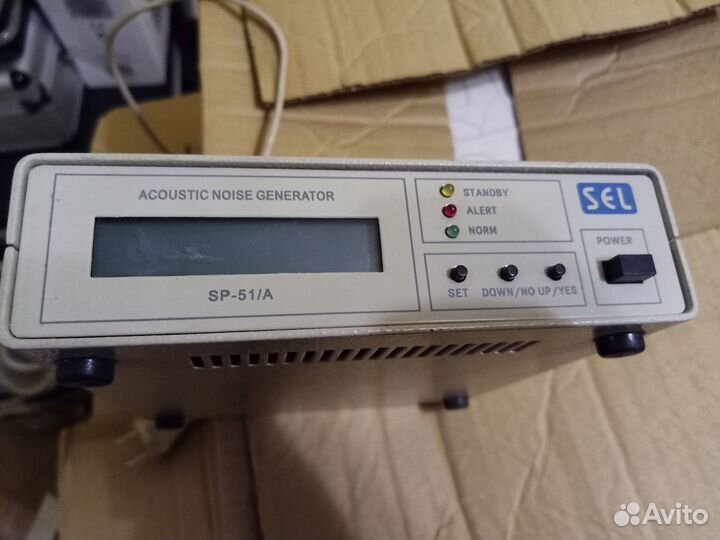 ACOUSTIC NOISE GENERATOR
SP-51/A
STANDBY
ALERT
NORM
SEL
POWER
SET DOWN/NO UP/YES
Avito